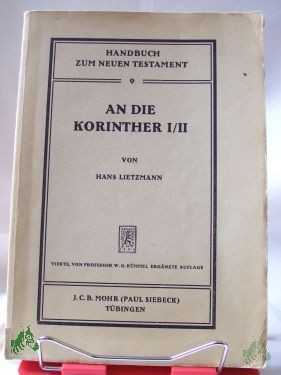 HANDBUCH
ZUM NEUEN TESTAMENT
9
AN DIE
KORINTHER I/II
VON
HANS LIETZMANN
VIERTE, VON PROFESSOR W. G. KÜMMEL ERGÄNZTE AUFLAGE
J. C. B. MOHR (PAUL SIEBECK)
TÜBINGEN